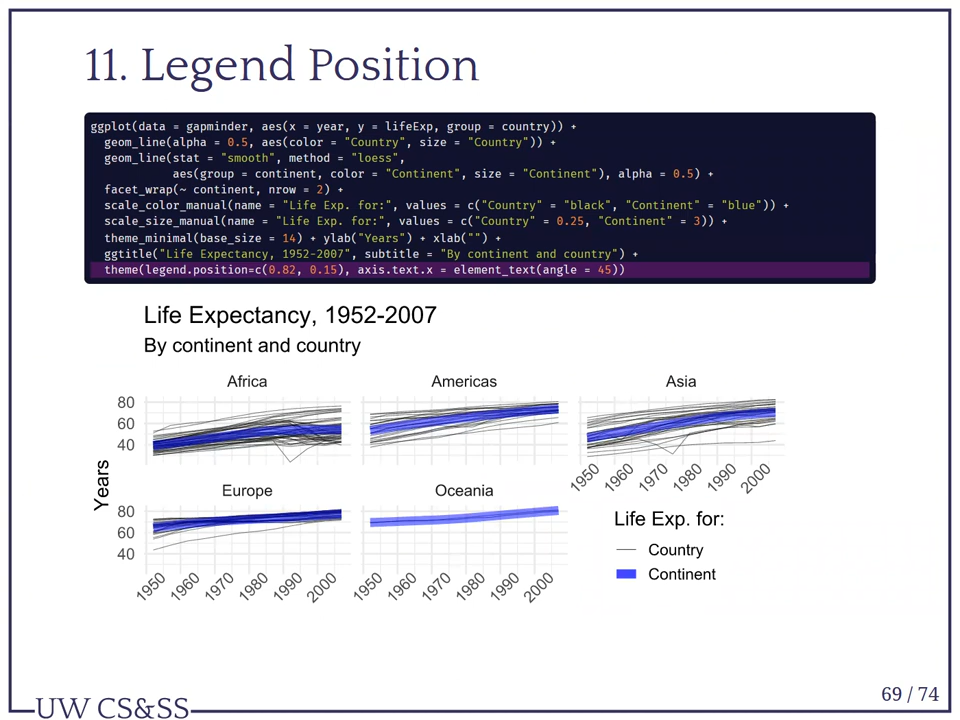 11. Legend Position
ggplot(data = gapminder, aes(x = year, y = lifeExp, group = country)) +
  geom_line(alpha = 0.5, aes(color = "Country", size = "Country")) +
  geom_line(stat = "smooth", method = "loess",
            aes(group = continent, color = "Continent", size = "Continent"), alpha = 0.5) +
  facet_wrap(~ continent, nrow = 2) +
  scale_color_manual(name = "Life Exp. for:", values = c("Country" = "black", "Continent" = "blue")) +
  scale_size_manual(name = "Life Exp. for:", values = c("Country" = 0.25, "Continent" = 3)) +
  theme_minimal(base_size = 14) + ylab("Years") + xlab("") +
  ggtitle("Life Expectancy, 1952-2007", subtitle = "By continent and country") +
  theme(legend.position=c(0.82, 0.15), axis.text.x = element_text(angle = 45))
Life Expectancy, 1952-2007
By continent and country
Africa Americas Asia
80
60
40
1950 1960 1970 1980 1990 2000
Years
Europe Oceania
80
60
40
1950 1960 1970 1980 1990 2000 1950 1960 1970 1980 1990 2000
Life Exp. for:
Country
Continent
69 / 74
UW CS&SS